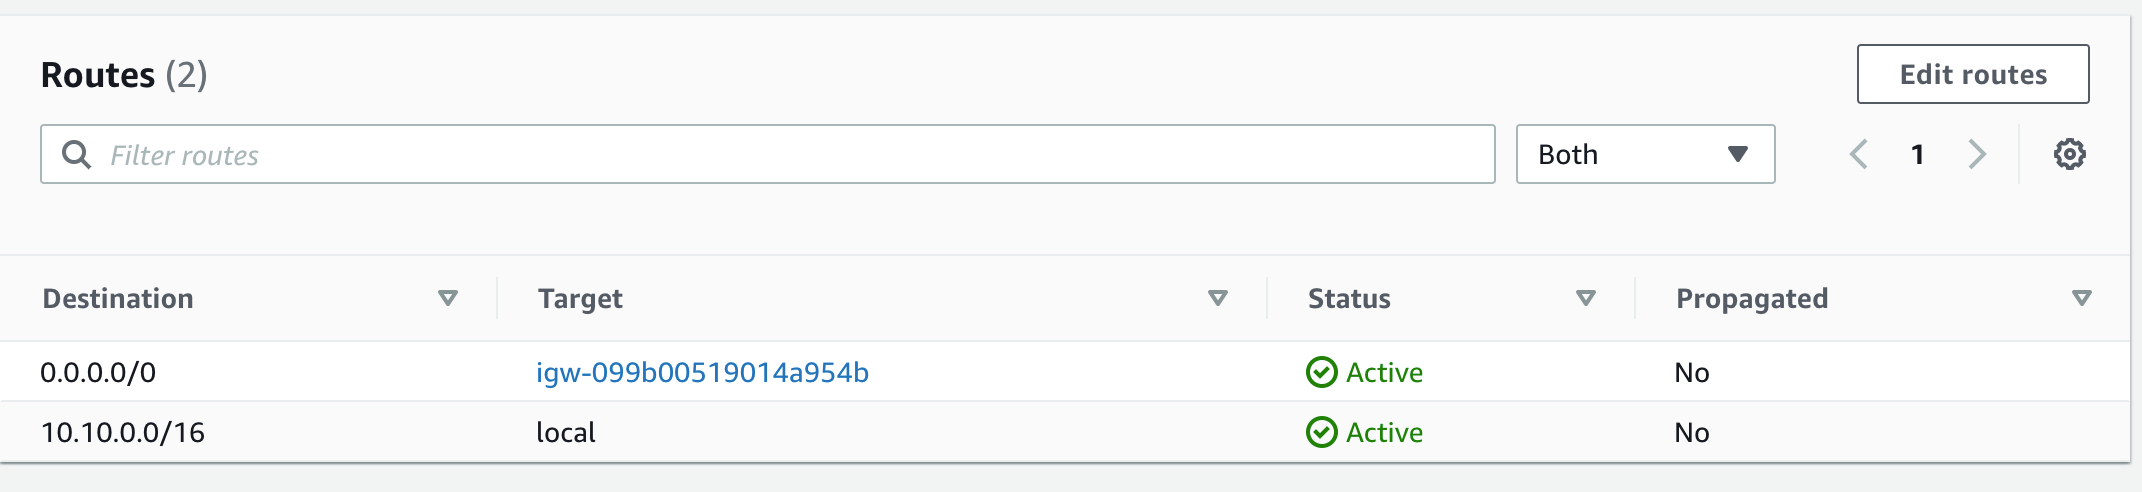 Routes (2)
Edit routes
Filter routes
Both
1
Destination Target Status Propagated
0.0.0.0/0 igw-099b00519014a954b Active No
10.10.0.0/16 local Active No